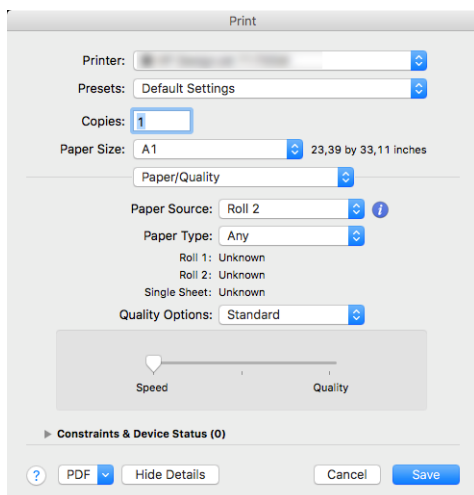 Print
Printer:
Presets: Default Settings
Copies: 1
Paper Size: A1 23,39 by 33,11 inches
Paper/Quality
Paper Source: Roll 2 i
Paper Type: Any
Roll 1: Unknown
Roll 2: Unknown
Single Sheet: Unknown
Quality Options: Standard
Speed Quality
Constraints & Device Status (0)
? PDF Hide Details Cancel Save